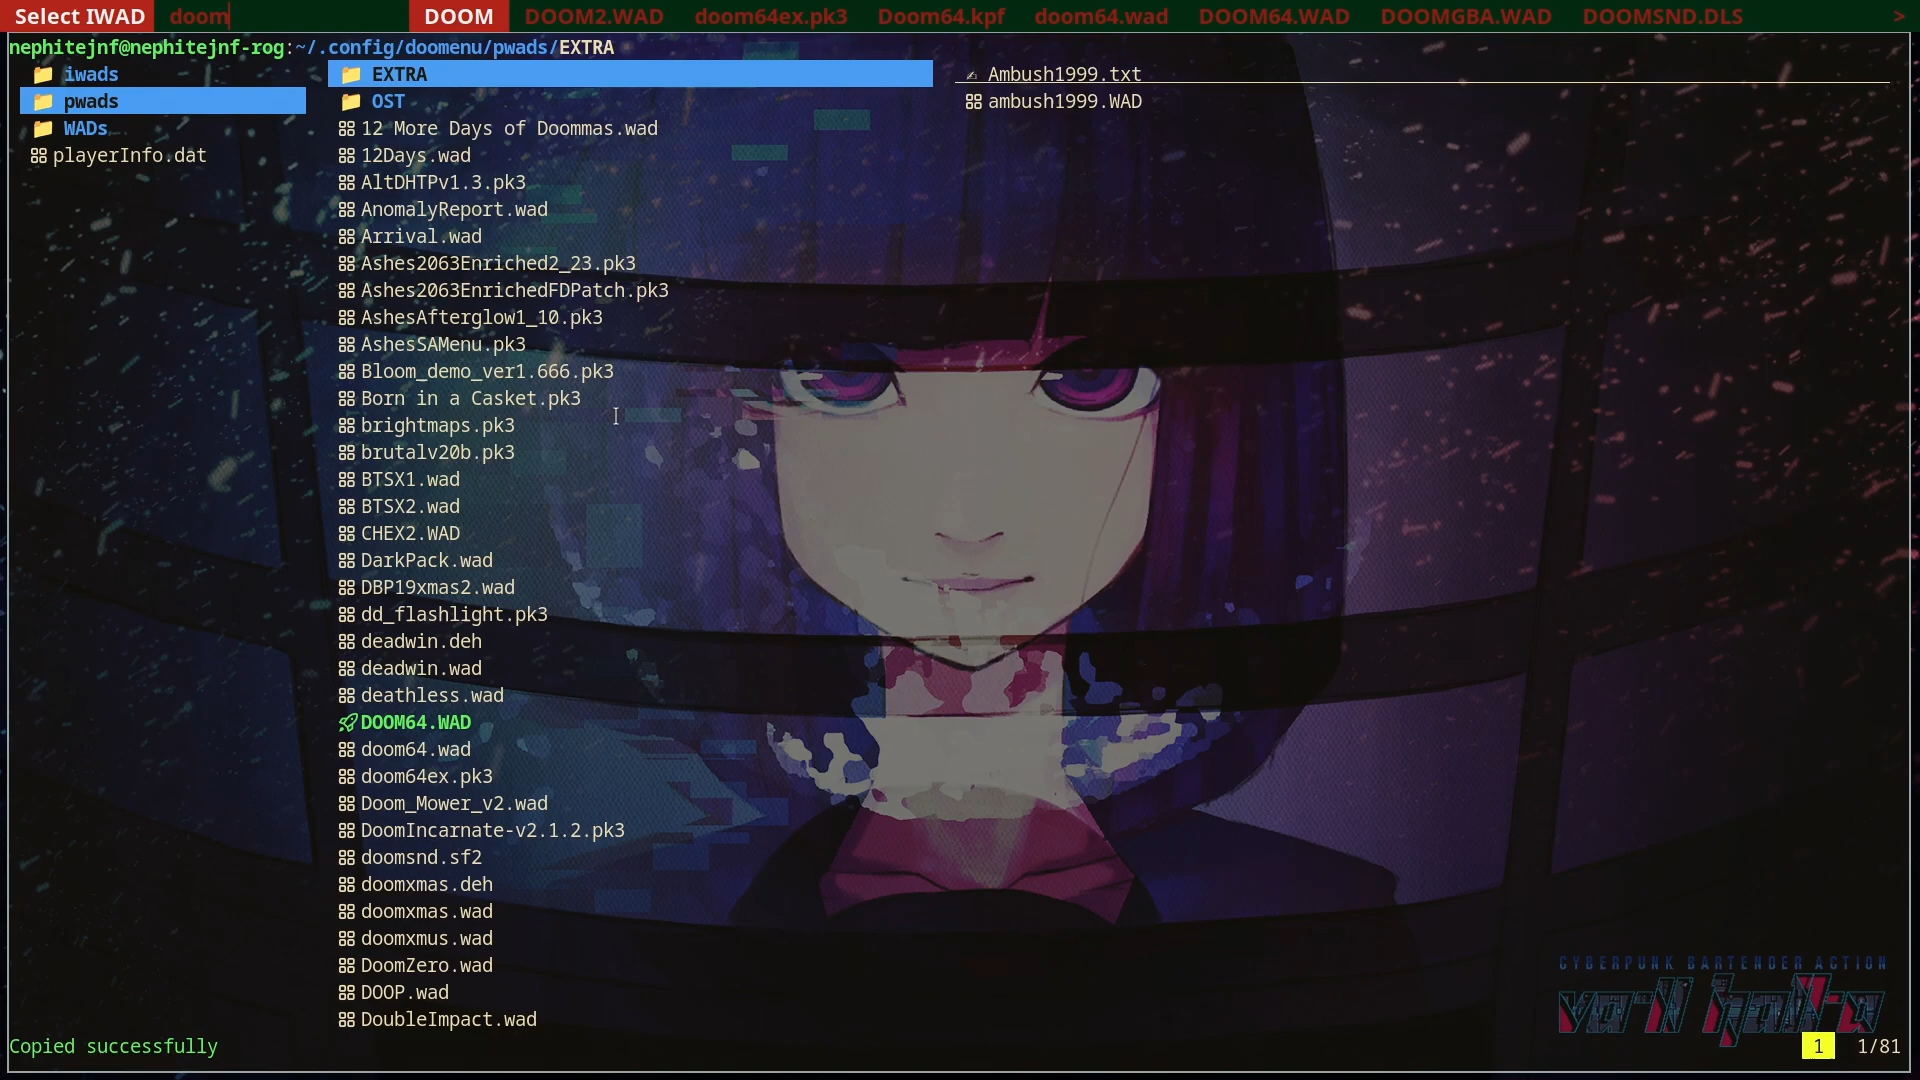 Select IWAD doom DOOM DOOM2.WAD doom64ex.pk3 Doom64.kpf doom64.wad DOOM64.WAD DOOMGBA.WAD DOOMSND.DLS >
nephitejnf@nephitejnf-rog:~/.config/doomenu/pwads/EXTRA
iwads
pwads
WADs
playerInfo.dat
EXTRA
OST
12 More Days of Doommas.wad
12Days.wad
AltDHTPv1.3.pk3
AnomalyReport.wad
Arrival.wad
Ashes2063Enriched2_23.pk3
Ashes2063EnrichedFDPatch.pk3
AshesAfterglow1_10.pk3
AshesSAMenu.pk3
Bloom_demo_ver1.666.pk3
Born in a Casket.pk3
brightmaps.pk3
brutalv20b.pk3
BTSX1.wad
BTSX2.wad
CHEX2.WAD
DarkPack.wad
DBP19xmas2.wad
dd_flashlight.pk3
deadwin.deh
deadwin.wad
deathless.wad
DOOM64.WAD
doom64.wad
doom64ex.pk3
Doom_Mower_v2.wad
DoomIncarnate-v2.1.2.pk3
doomsnd.sf2
doomxmas.deh
doomxmas.wad
doomxmus.wad
DoomZero.wad
DOOP.wad
DoubleImpact.wad
Ambush1999.txt
ambush1999.WAD
CYBERPUNK BARTENDER ACTION
va11 hall-a
Copied successfully
1 1/81